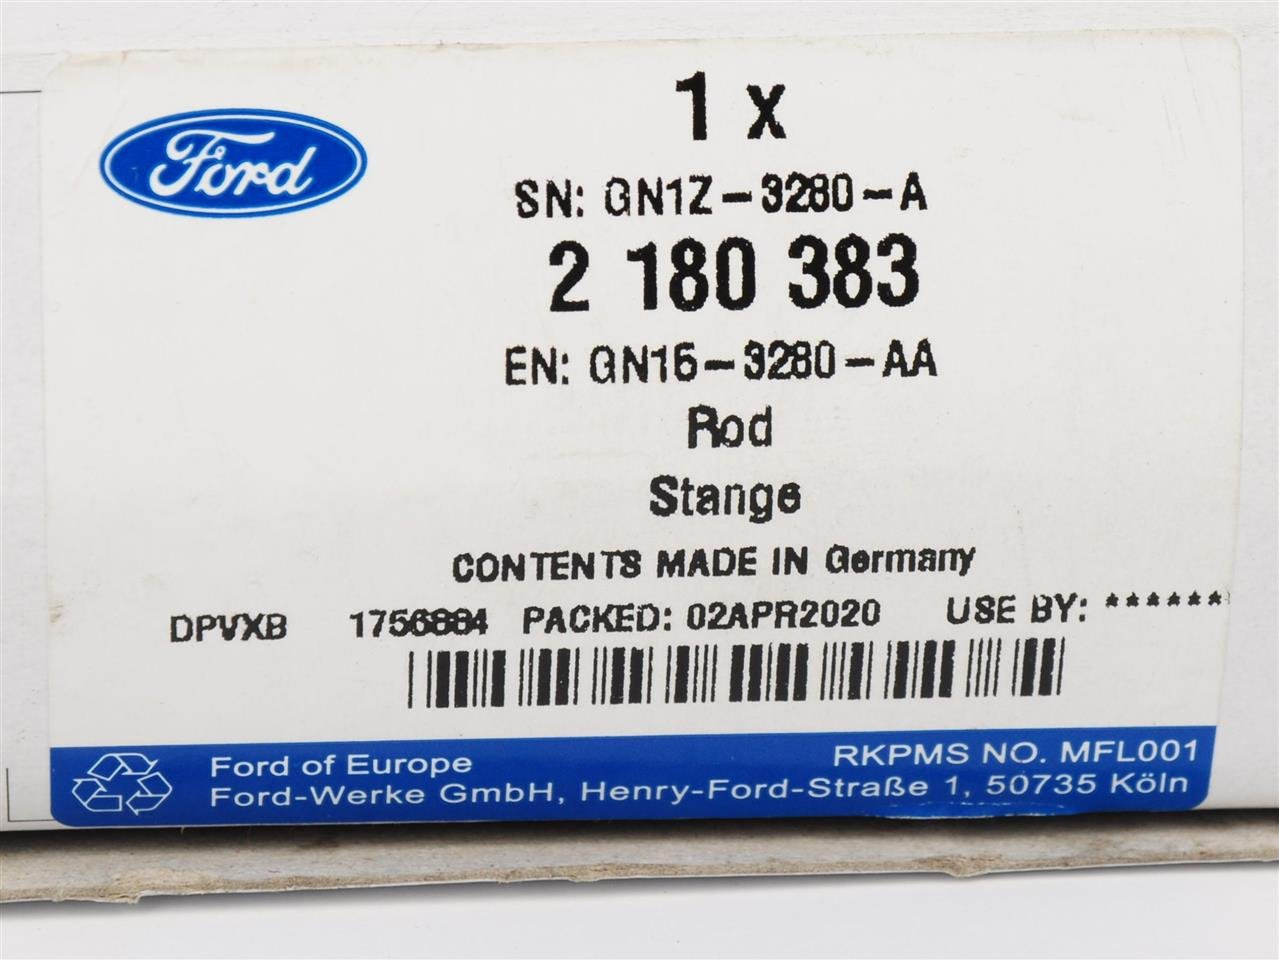 Ford
1 x
SN: GN1Z-3280-A
2 180 383
EN: GN15-3280-AA
Rod
Stange
CONTENTS MADE IN Germany
DPVXB 1756884 PACKED: 02APR2020 USE BY: ******
Ford of Europe RKPMS NO. MFL001
Ford-Werke GmbH, Henry-Ford-Straße 1, 50735 Köln